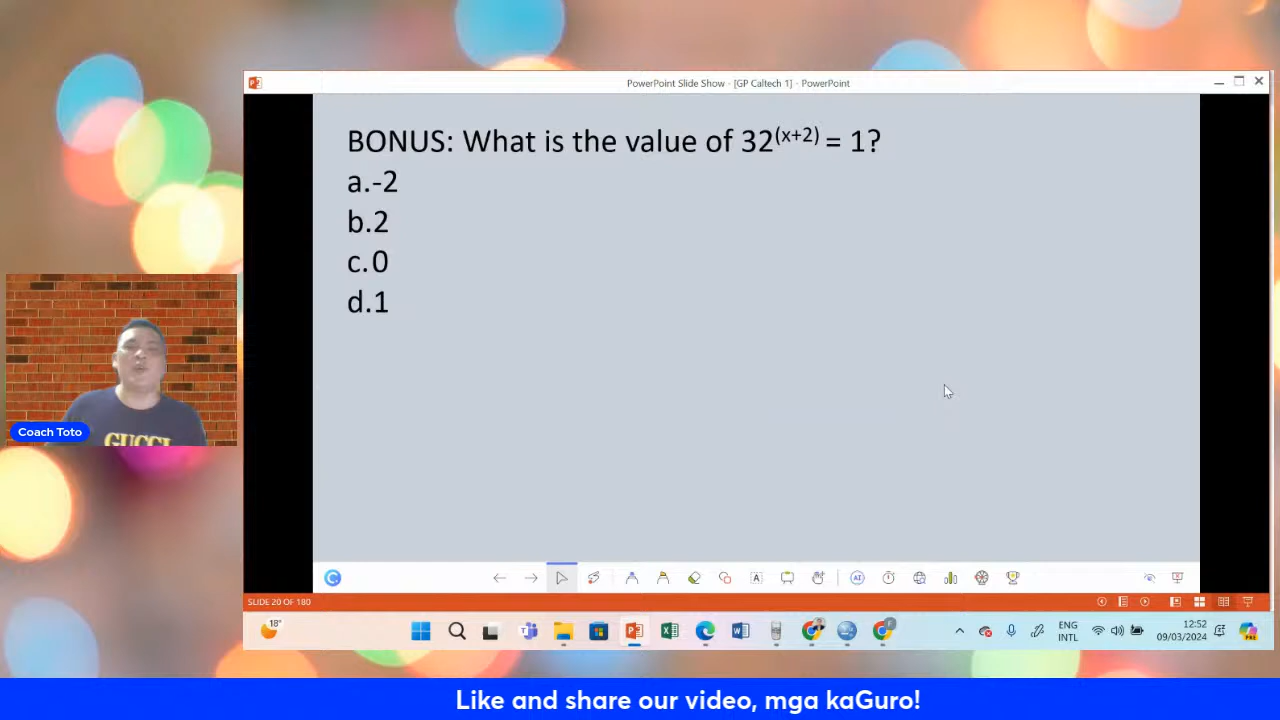 PowerPoint Slide Show - [GP Caltech 1] - PowerPoint
BONUS: What is the value of 32⁽ˣ⁺²⁾ = 1?
a.-2
b.2
c.0
d.1
GUCCI
Coach Toto
SLIDE 20 OF 180
18°
ENG
INTL
12:52
09/03/2024
Like and share our video, mga kaGuro!